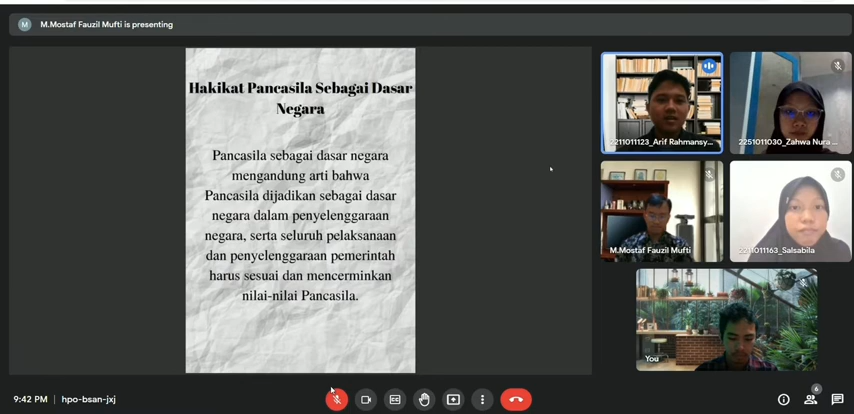 M
M.Mostaf Fauzil Mufti is presenting
Hakikat Pancasila Sebagai Dasar
Negara
Pancasila sebagai dasar negara
mengandung arti bahwa
Pancasila dijadikan sebagai dasar
negara dalam penyelenggaraan
negara, serta seluruh pelaksanaan
dan penyelenggaraan pemerintah
harus sesuai dan mencerminkan
nilai-nilai Pancasila.
2211011123_Arif Rahmansy...
2251011030_Zahwa Nura ...
M.Mostaf Fauzil Mufti
2211011163_Salsabila
You
9:42 PM | hpo-bsan-jxj
6